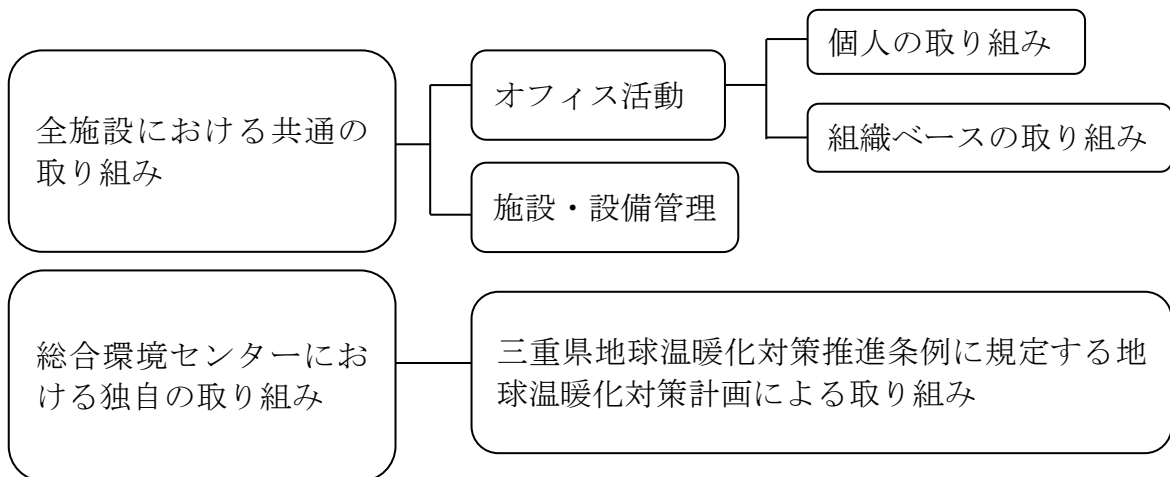 全施設における共通の
取り組み
オフィス活動
個人の取り組み
組織ベースの取り組み
施設・設備管理
総合環境センターにお
ける独自の取り組み
三重県地球温暖化対策推進条例に規定する地
球温暖化対策計画による取り組み